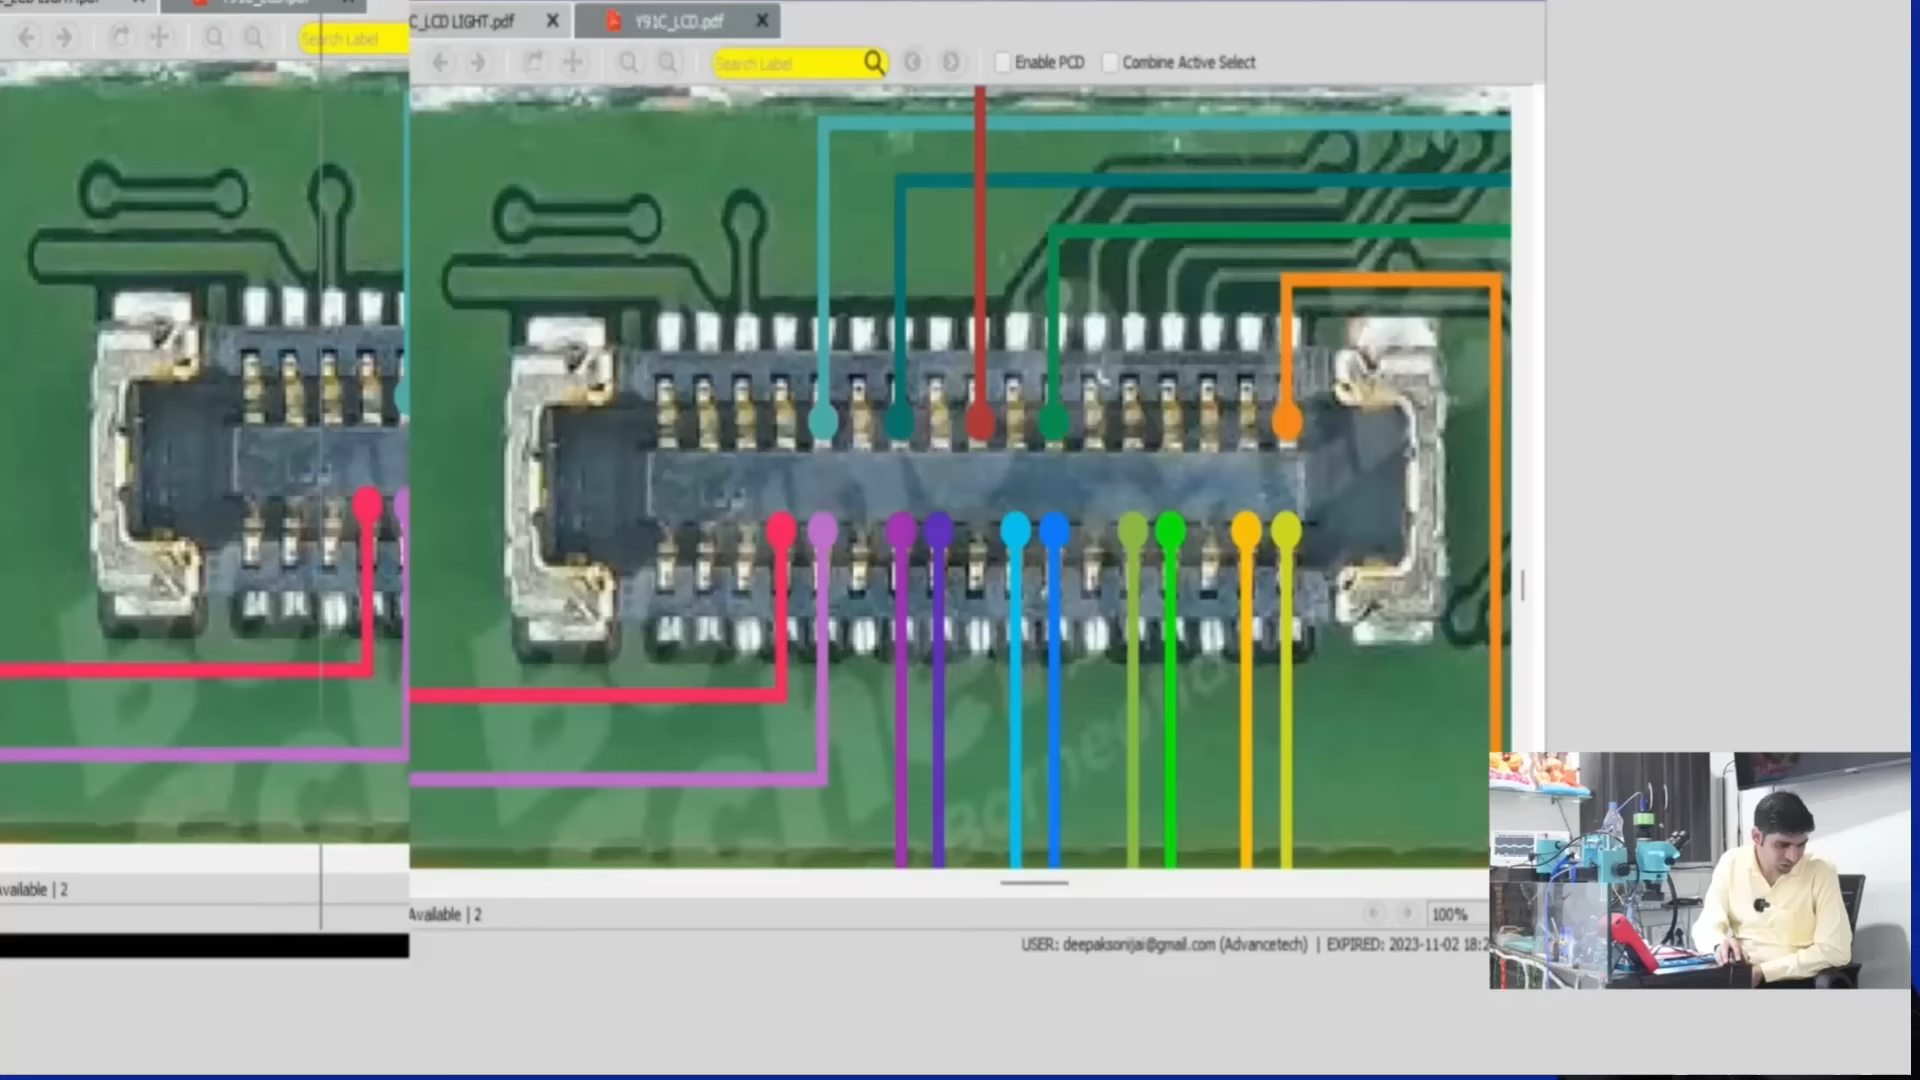 C_LCD LIGHT.pdf
Y91C_LCD.pdf
Search Label
Search Label
Enable PCD
Combine Active Select
Available | 2
Available | 2
100%
USER: deepaksonijai@gmail.com (Advancetech) | EXPIRED: 2023-11-02 18:2